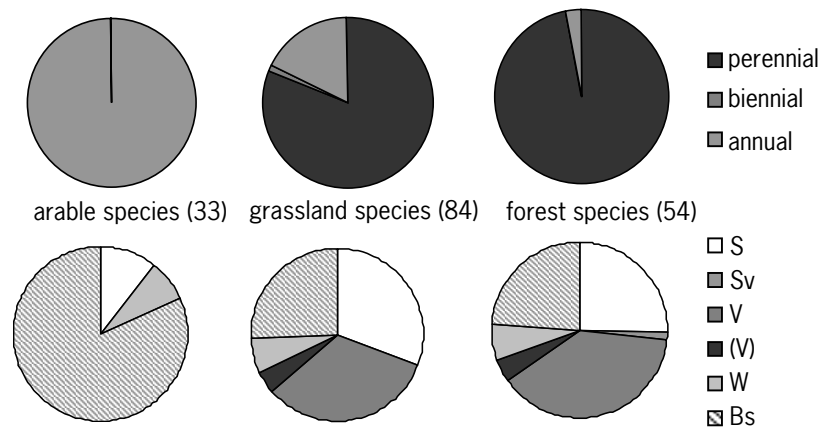 perennial
biennial
annual
arable species (33)
grassland species (84)
forest species (54)
S
Sv
V
(V)
W
Bs